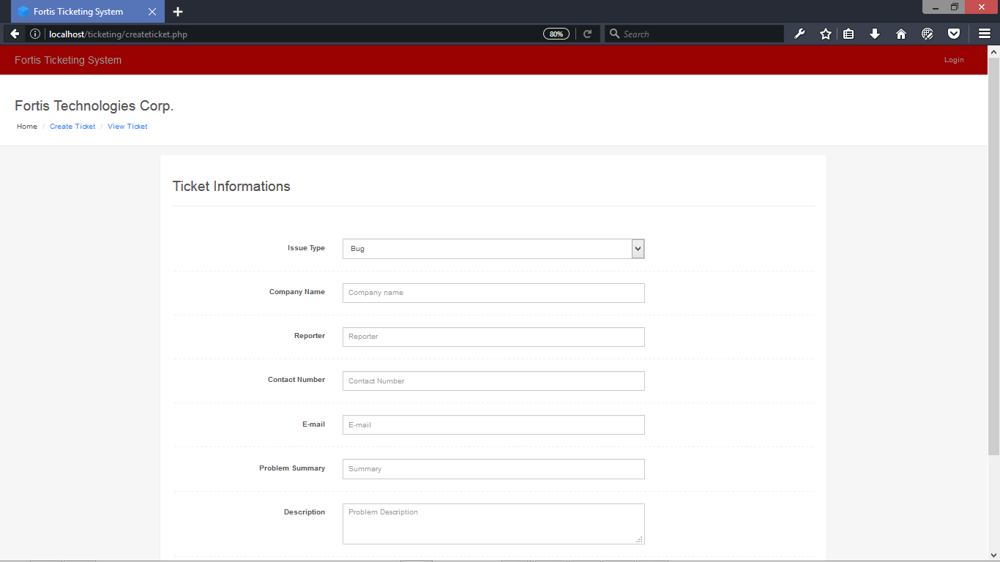 Fortis Ticketing System
localhost/ticketing/createticket.php 80% Search
Fortis Ticketing System Login
Fortis Technologies Corp.
Home / Create Ticket / View Ticket
Ticket Informations
Issue Type Bug
Company Name Company name
Reporter Reporter
Contact Number Contact Number
E-mail E-mail
Problem Summary Summary
Description Problem Description